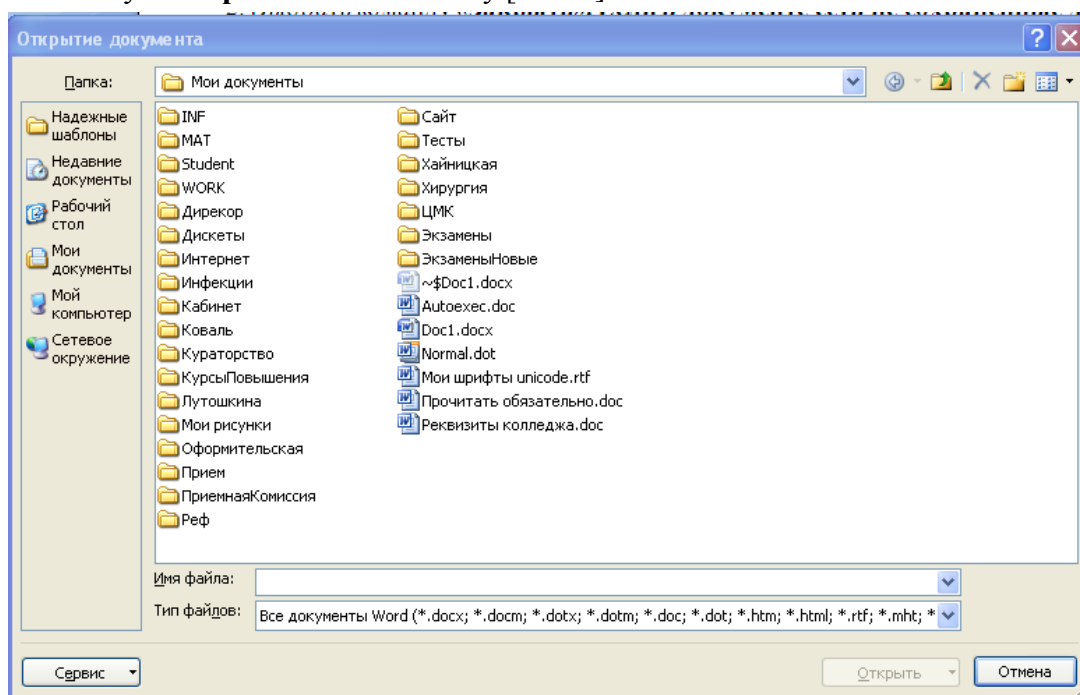 Открытие документа
Папка:
Мои документы
Надежные
шаблоны
Недавние
документы
Рабочий
стол
Мои
документы
Мой
компьютер
Сетевое
окружение
INF
MAT
Student
WORK
Дирекор
Дискеты
Интернет
Инфекции
Кабинет
Коваль
Кураторство
КурсыПовышения
Лутошкина
Мои рисунки
Оформительская
Прием
ПриемнаяКомиссия
Реф
Сайт
Тесты
Хайницкая
Хирургия
ЦМК
Экзамены
ЭкзаменыНовые
~$Doc1.docx
Autoexec.doc
Doc1.docx
Normal.dot
Мои шрифты unicode.rtf
Прочитать обязательно.doc
Реквизиты колледжа.doc
Имя файла:
Тип файлов:
Все документы Word (*.docx; *.docm; *.dotx; *.dotm; *.doc; *.dot; *.htm; *.html; *.rtf; *.mht; *
Сервис
Открыть
Отмена